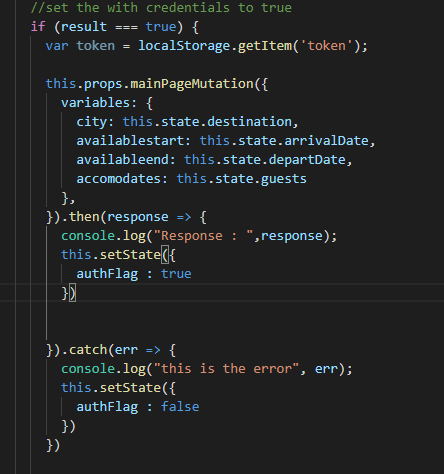 //set the with credentials to true
if (result === true) {
var token = localStorage.getItem('token');
this.props.mainPageMutation({
variables: {
city: this.state.destination,
availablestart: this.state.arrivalDate,
availableend: this.state.departDate,
accomodates: this.state.guests
},
}).then(response => {
console.log("Response : ",response);
this.setState({
authFlag : true
})
}).catch(err => {
console.log("this is the error", err);
this.setState({
authFlag : false
})
})